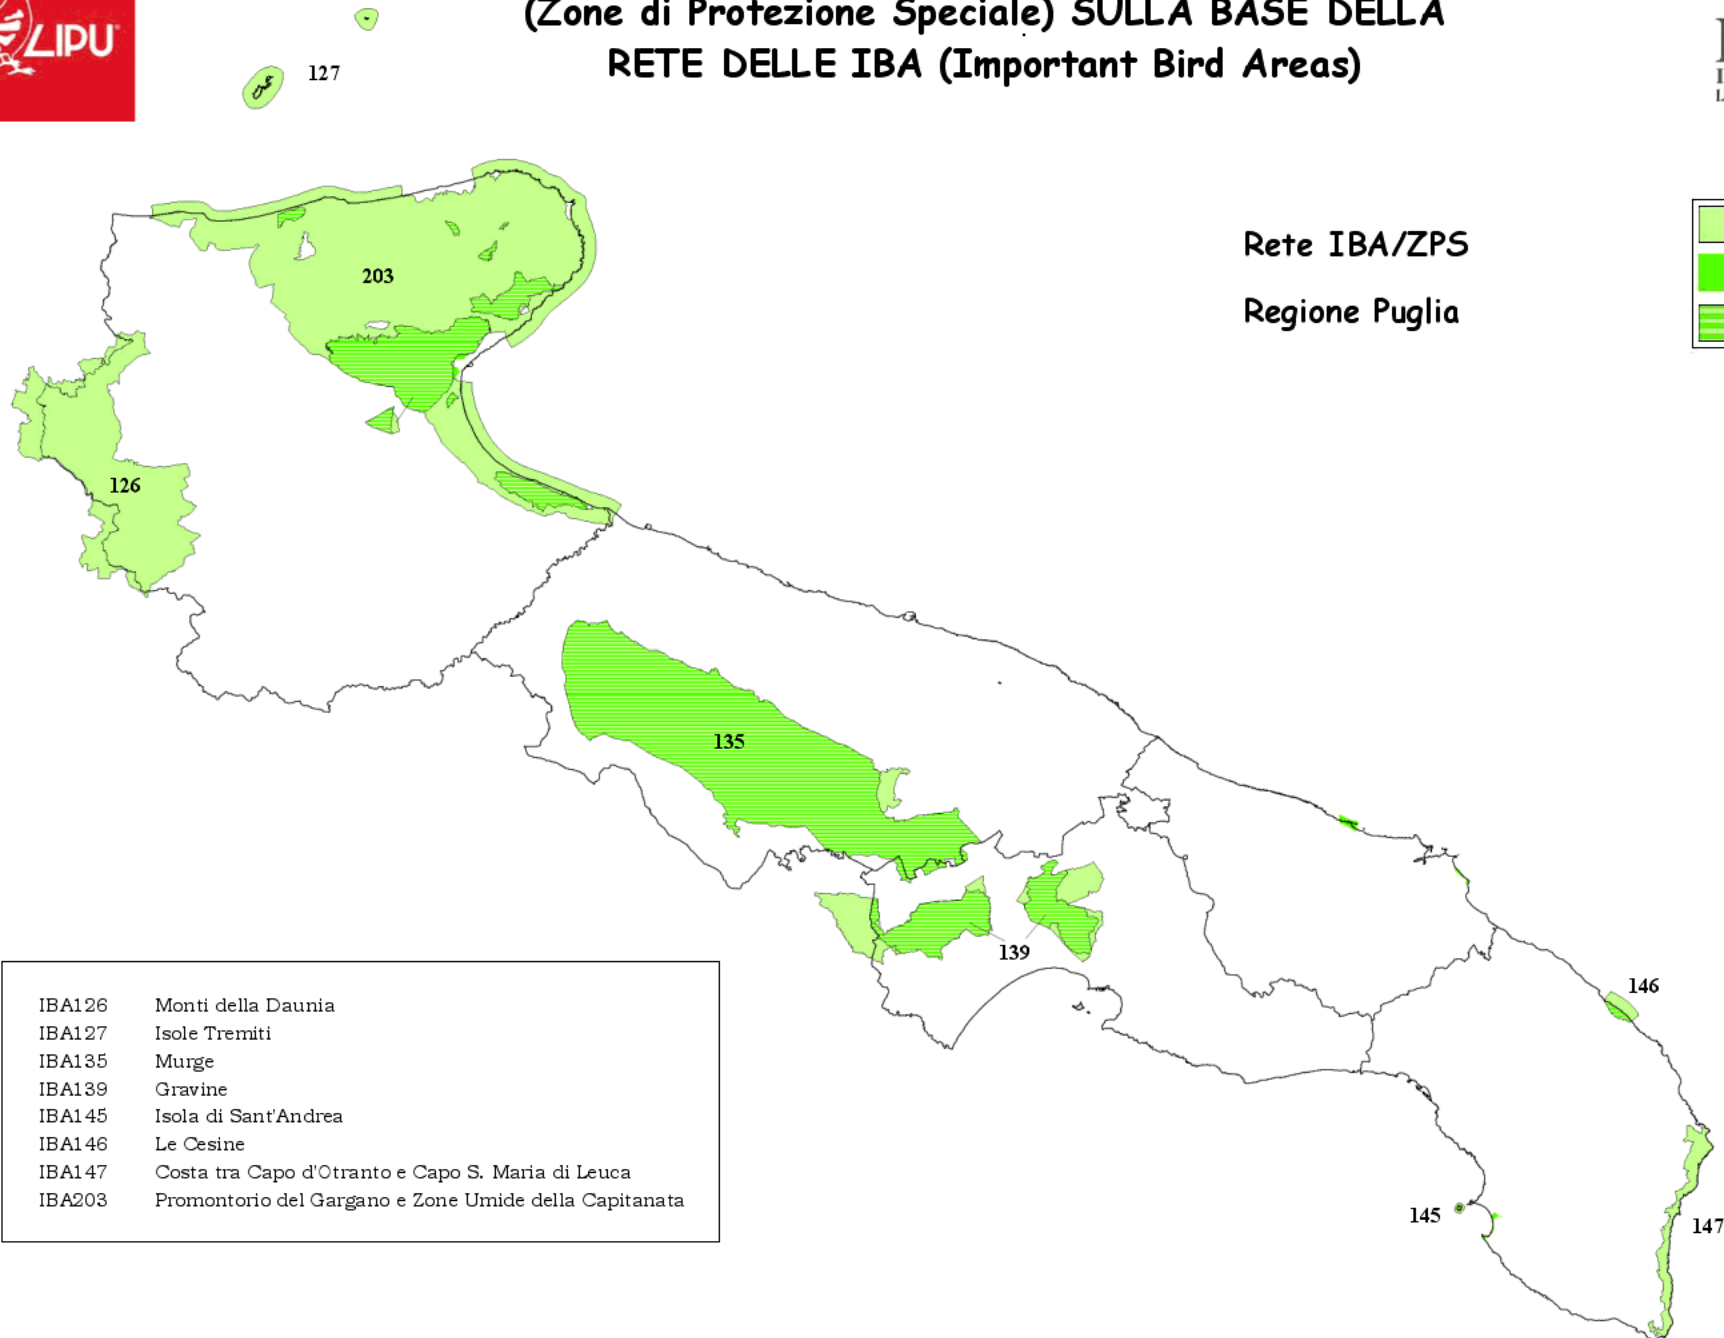 LIPU
(Zone di Protezione Speciale) SULLA BASE DELLA
RETE DELLE IBA (Important Bird Areas)
127
203
Rete IBA/ZPS
Regione Puglia
126
135
139
146
145
147
IBA126 Monti della Daunia
IBA127 Isole Tremiti
IBA135 Murge
IBA139 Gravine
IBA145 Isola di Sant'Andrea
IBA146 Le Cesine
IBA147 Costa tra Capo d'Otranto e Capo S. Maria di Leuca
IBA203 Promontorio del Gargano e Zone Umide della Capitanata